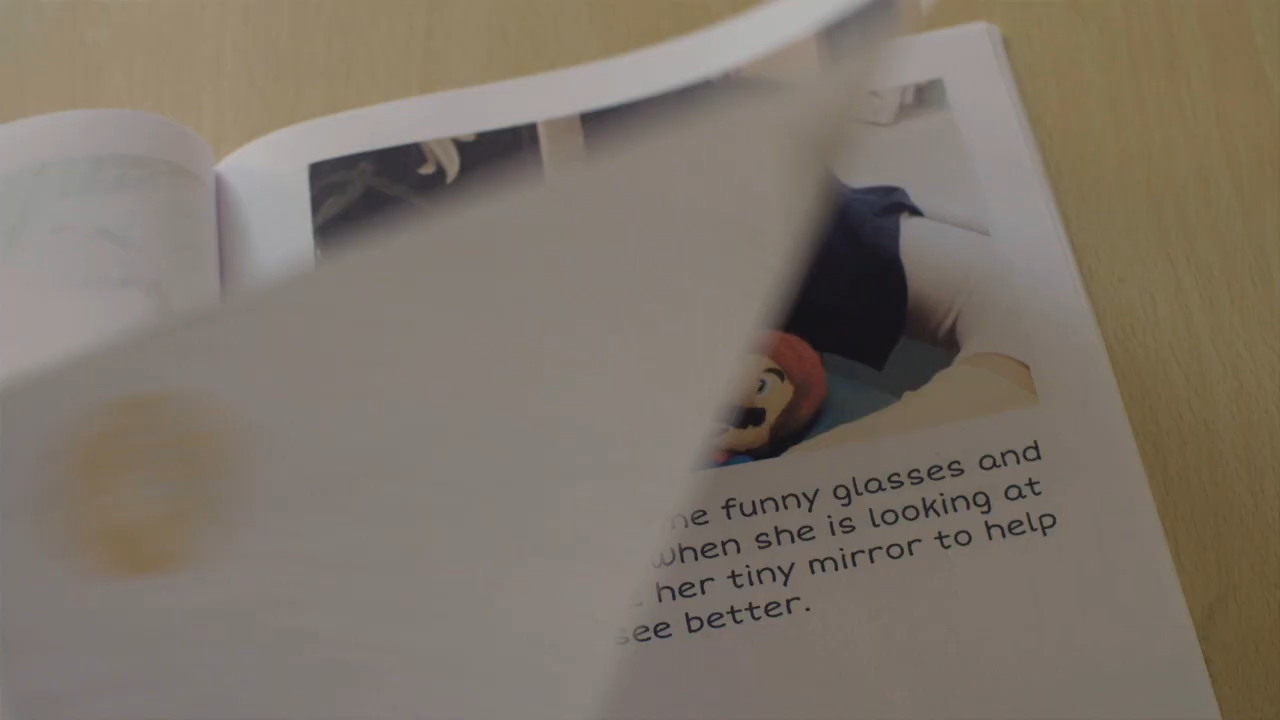 funny glasses and
when she is looking at
her tiny mirror to help
see better.